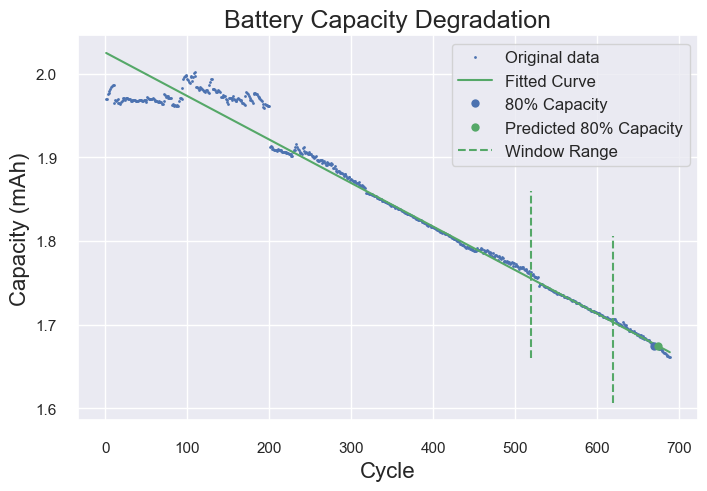 Battery Capacity Degradation
Original data
Fitted Curve
80% Capacity
Predicted 80% Capacity
Window Range
Capacity (mAh)
2.0
1.9
1.8
1.7
1.6
0 100 200 300 400 500 600 700
Cycle